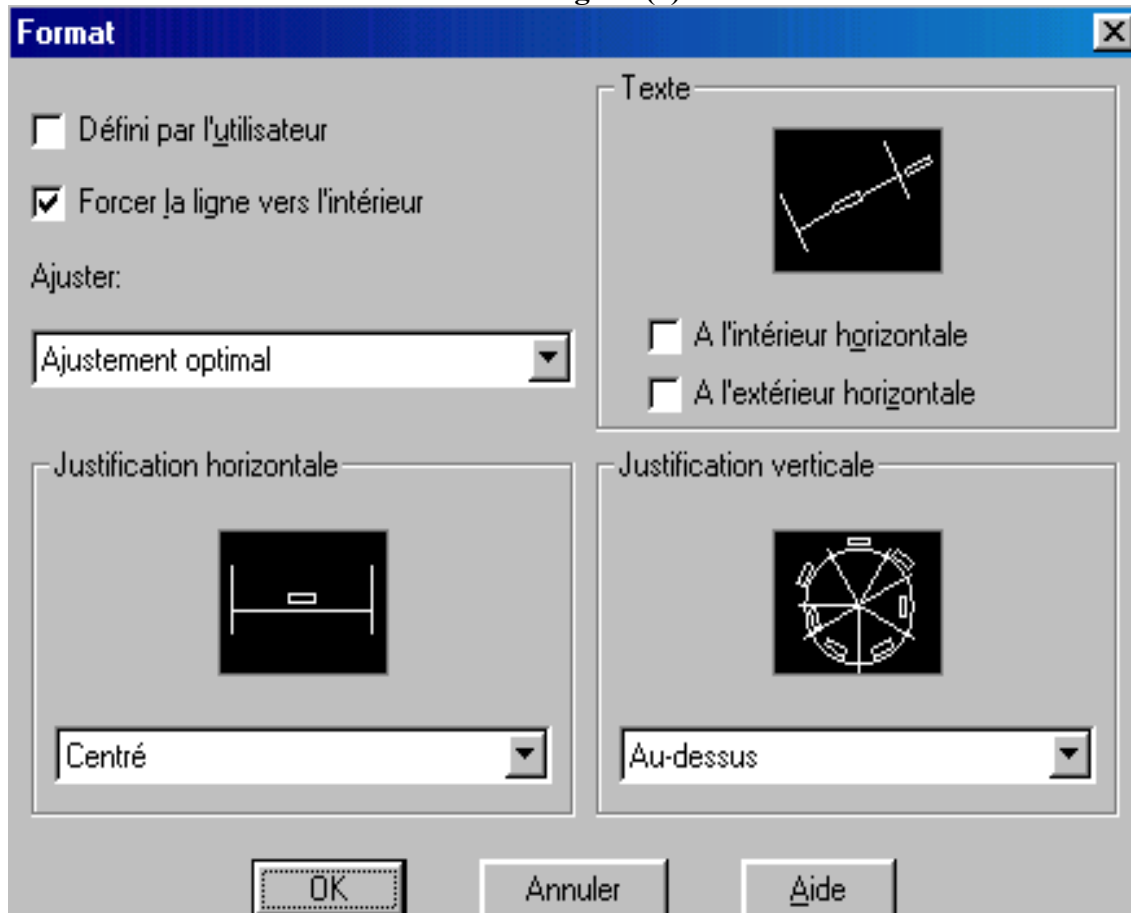 Format
Défini par l'utilisateur
Forcer la ligne vers l'intérieur
Ajuster:
Ajustement optimal
Texte
A l'intérieur horizontale
A l'extérieur horizontale
Justification horizontale
Centré
Justification verticale
Au-dessus
OK
Annuler
Aide